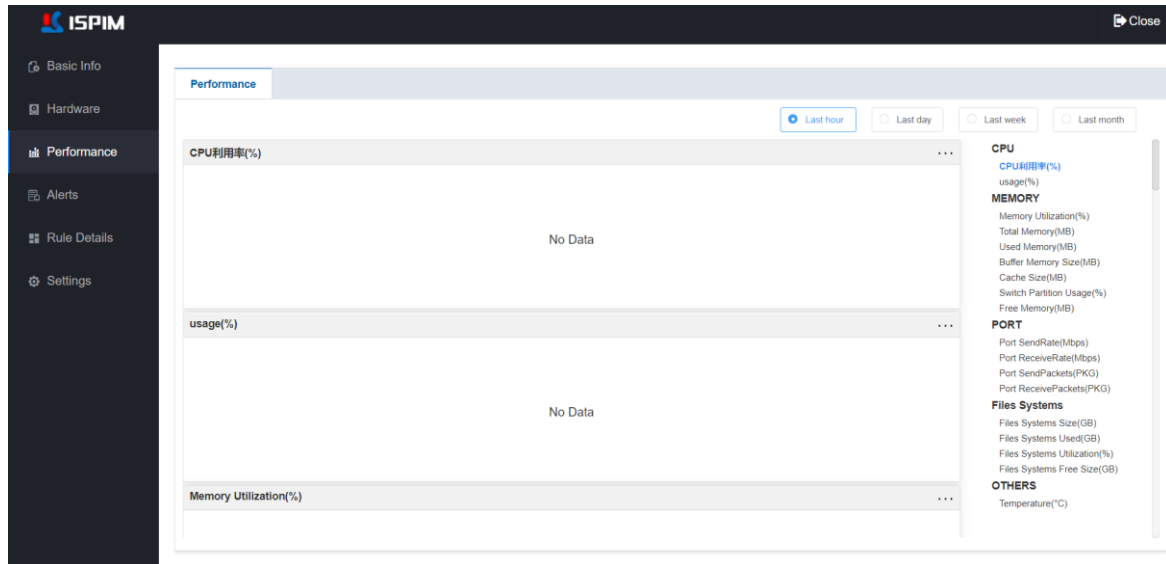 ISPIM
Close
Basic Info
Hardware
Performance
Alerts
Rule Details
Settings
Performance
Last hour
Last day
Last week
Last month
CPU利用率(%)
...
No Data
usage(%)
...
No Data
Memory Utilization(%)
...
CPU
CPU利用率(%)
usage(%)
MEMORY
Memory Utilization(%)
Total Memory(MB)
Used Memory(MB)
Buffer Memory Size(MB)
Cache Size(MB)
Switch Partition Usage(%)
Free Memory(MB)
PORT
Port SendRate(Mbps)
Port ReceiveRate(Mbps)
Port SendPackets(PKG)
Port ReceivePackets(PKG)
Files Systems
Files Systems Size(GB)
Files Systems Used(GB)
Files Systems Utilization(%)
Files Systems Free Size(GB)
OTHERS
Temperature(°C)